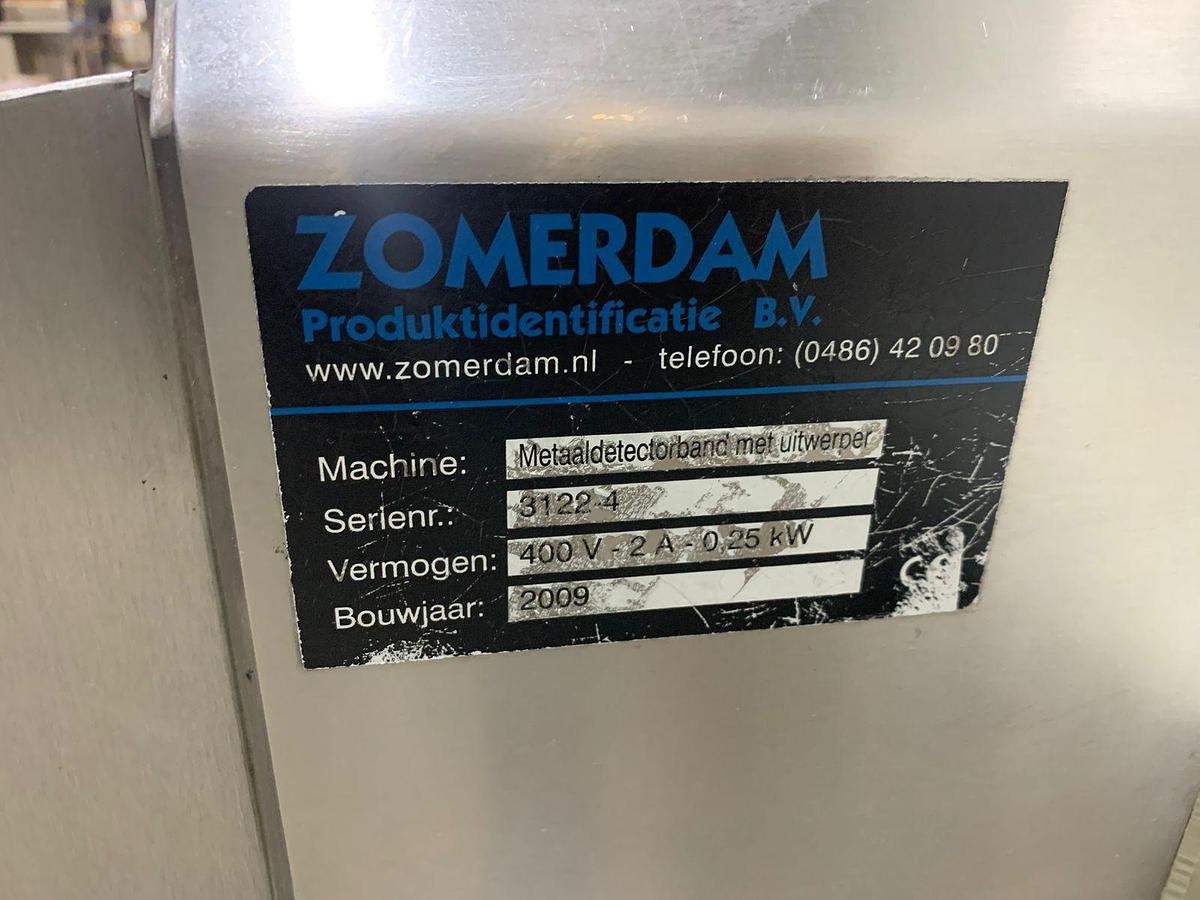 ZOMERDAM
Produktidentificatie B.V.
www.zomerdam.nl - telefoon: (0486) 42 09 80
Machine: Metaaldetectorband met uitwerper
Serienr.: 3122-4
Vermogen: 400 V - 2 A - 0,25 kW
Bouwjaar: 2009
CE